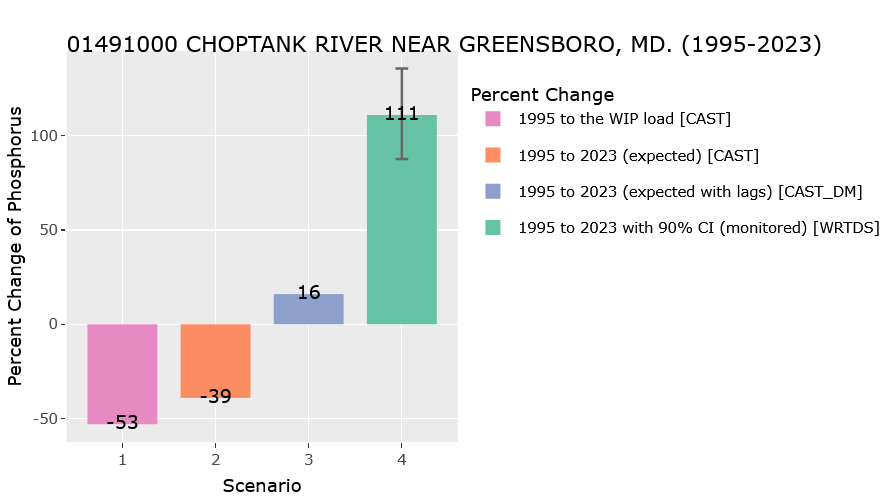 01491000 CHOPTANK RIVER NEAR GREENSBORO, MD. (1995-2023)
Percent Change of Phosphorus
100
50
0
-50
111
16
-39
-53
1
2
3
4
Scenario
Percent Change
1995 to the WIP load [CAST]
1995 to 2023 (expected) [CAST]
1995 to 2023 (expected with lags) [CAST_DM]
1995 to 2023 with 90% CI (monitored) [WRTDS]